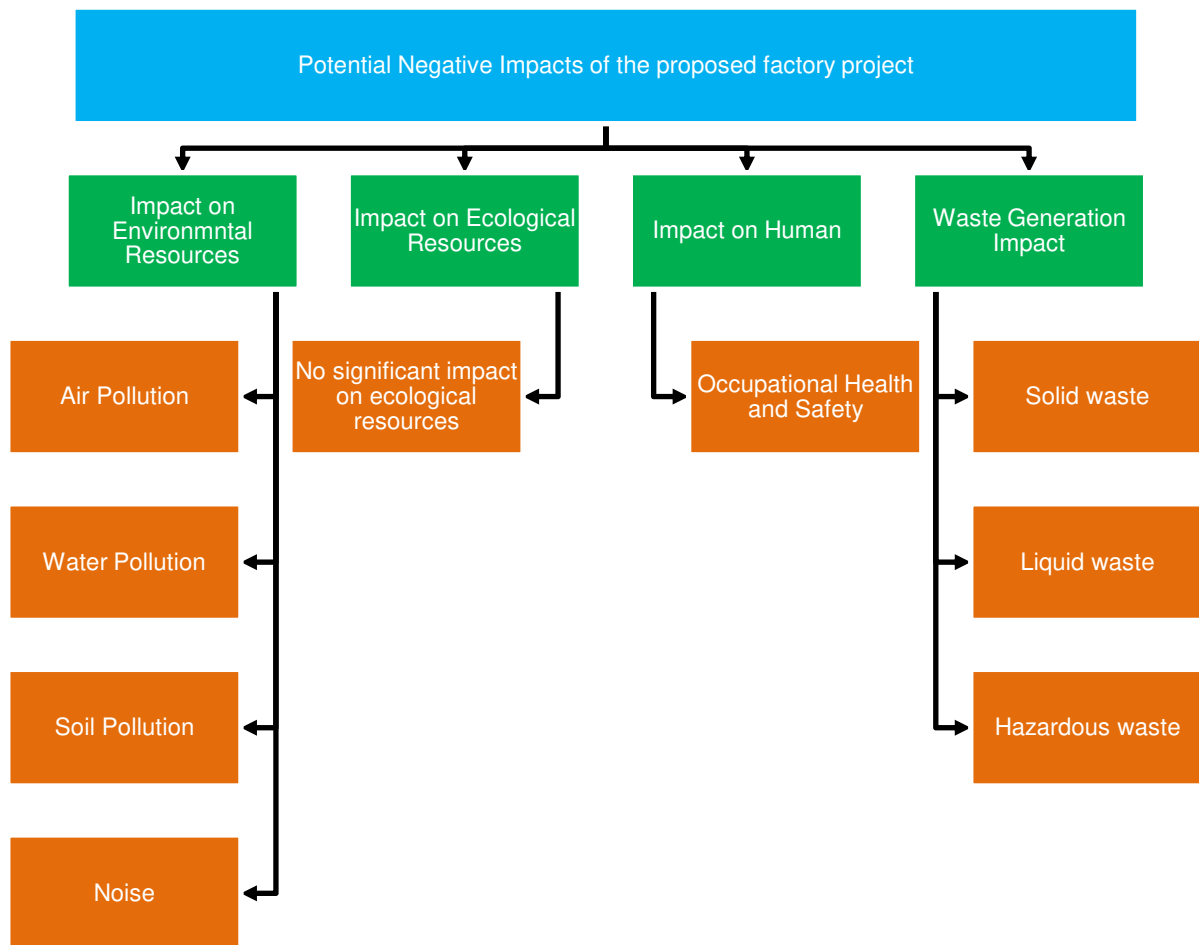 Potential Negative Impacts of the proposed factory project
Impact on
Environmntal
Resources
Impact on Ecological
Resources
Impact on Human
Waste Generation
Impact
Air Pollution
No significant impact
on ecological
resources
Occupational Health
and Safety
Solid waste
Water Pollution
Liquid waste
Soil Pollution
Hazardous waste
Noise